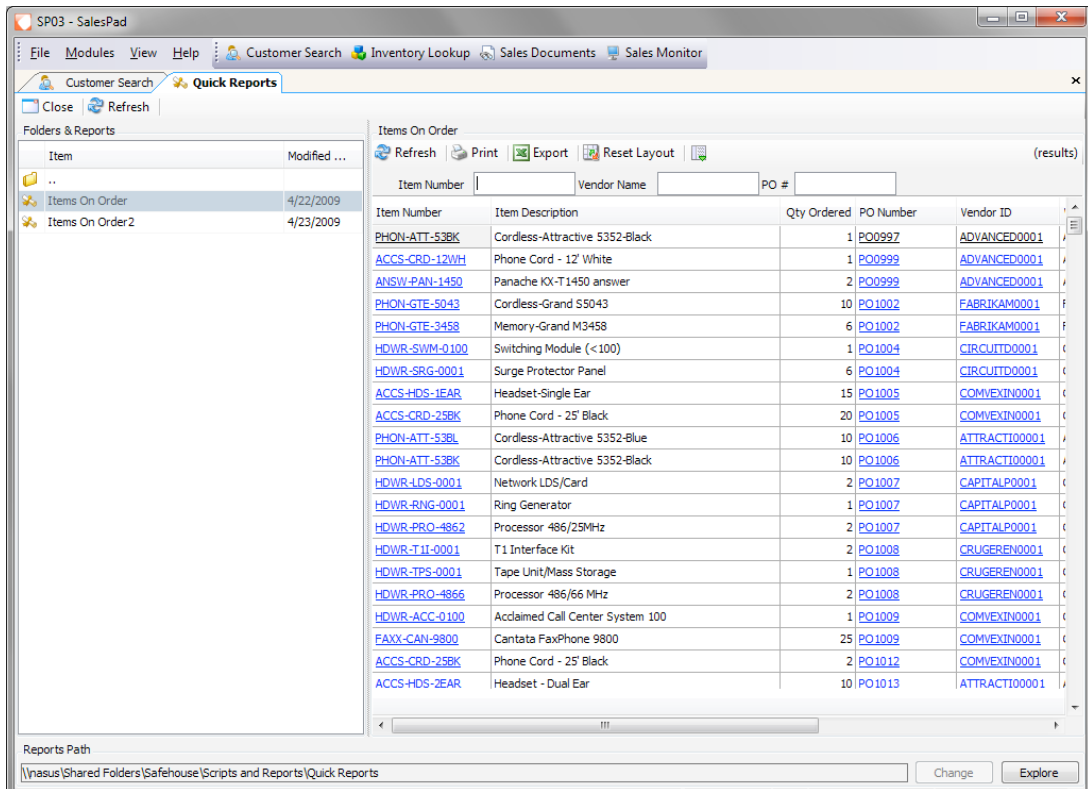 SP03 - SalesPad
File Modules View Help Customer Search Inventory Lookup Sales Documents Sales Monitor
Customer Search Quick Reports
Close Refresh
Folders & Reports
Item Modified ...
..
Items On Order 4/22/2009
Items On Order2 4/23/2009
Items On Order
Refresh Print Export Reset Layout (results)
Item Number Vendor Name PO #
Item Number Item Description Qty Ordered PO Number Vendor ID
PHON-ATT-53BK Cordless-Attractive 5352-Black 1 PO0997 ADVANCED0001
ACCS-CRD-12WH Phone Cord - 12' White 1 PO0999 ADVANCED0001
ANSW-PAN-1450 Panache KX-T1450 answer 2 PO0999 ADVANCED0001
PHON-GTE-5043 Cordless-Grand S5043 10 PO1002 FABRIKAM0001
PHON-GTE-3458 Memory-Grand M3458 6 PO1002 FABRIKAM0001
HDWR-SWM-0100 Switching Module (<100) 1 PO1004 CIRCUITD0001
HDWR-SRG-0001 Surge Protector Panel 6 PO1004 CIRCUITD0001
ACCS-HDS-1EAR Headset-Single Ear 15 PO1005 COMVEXIN0001
ACCS-CRD-25BK Phone Cord - 25' Black 20 PO1005 COMVEXIN0001
PHON-ATT-53BL Cordless-Attractive 5352-Blue 10 PO1006 ATTRACTI00001
PHON-ATT-53BK Cordless-Attractive 5352-Black 10 PO1006 ATTRACTI00001
HDWR-LDS-0001 Network LDS/Card 2 PO1007 CAPITALP0001
HDWR-RNG-0001 Ring Generator 1 PO1007 CAPITALP0001
HDWR-PRO-4862 Processor 486/25MHz 2 PO1007 CAPITALP0001
HDWR-T1I-0001 T1 Interface Kit 2 PO1008 CRUGEREN0001
HDWR-TPS-0001 Tape Unit/Mass Storage 1 PO1008 CRUGEREN0001
HDWR-PRO-4866 Processor 486/66 MHz 2 PO1008 CRUGEREN0001
HDWR-ACC-0100 Acclaimed Call Center System 100 1 PO1009 COMVEXIN0001
FAXX-CAN-9800 Cantata FaxPhone 9800 25 PO1009 COMVEXIN0001
ACCS-CRD-25BK Phone Cord - 25' Black 2 PO1012 COMVEXIN0001
ACCS-HDS-2EAR Headset - Dual Ear 10 PO1013 ATTRACTI00001
Reports Path
\\nasus\Shared Folders\Safehouse\Scripts and Reports\Quick Reports Change Explore